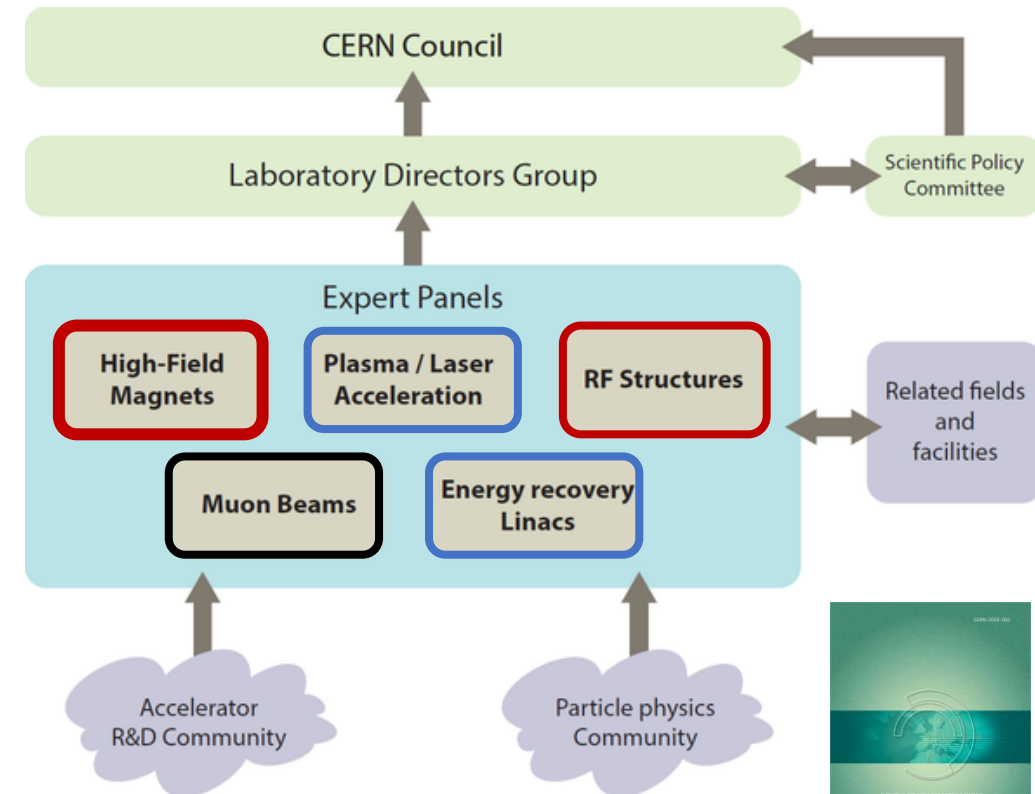 CERN Council
Laboratory Directors Group
Scientific Policy
Committee
Expert Panels
High-Field
Magnets
Plasma / Laser
Acceleration
RF Structures
Related fields
and
facilities
Muon Beams
Energy recovery
Linacs
Accelerator
R&D Community
Particle physics
Community